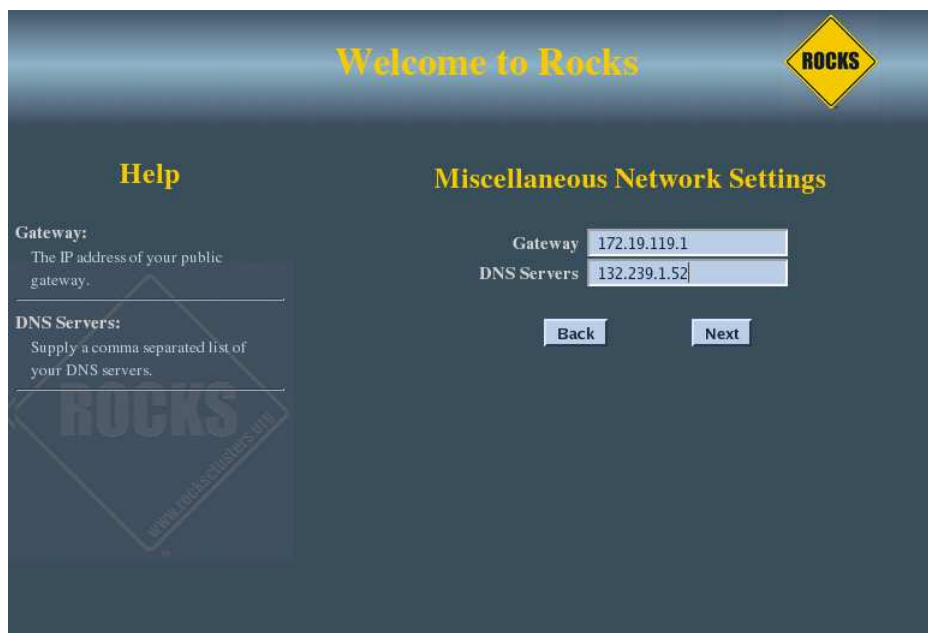 Welcome to Rocks
ROCKS
Help
Gateway:
The IP address of your public
gateway.
DNS Servers:
Supply a comma separated list of
your DNS servers.
ROCKS
www.rocksclusters.org
Miscellaneous Network Settings
Gateway 172.19.119.1
DNS Servers 132.239.1.52
Back Next